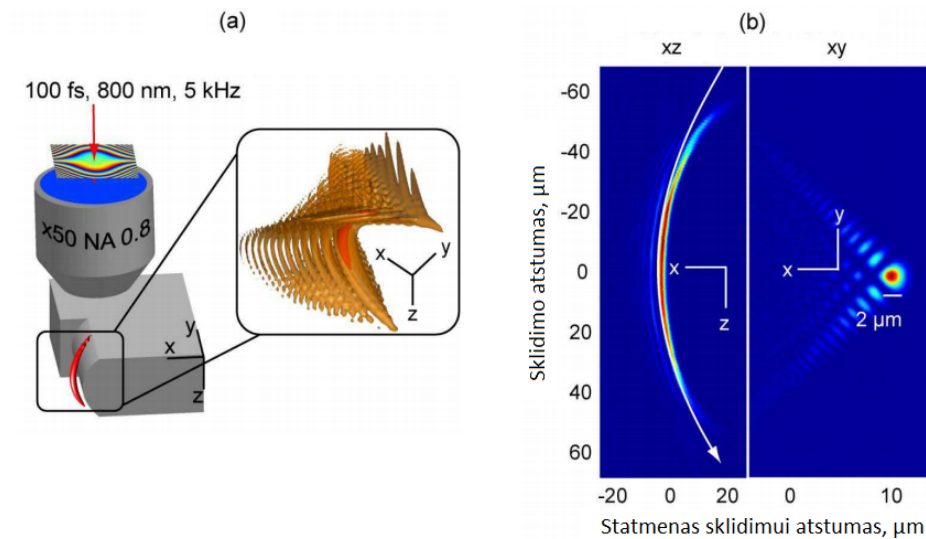 (a)
100 fs, 800 nm, 5 kHz
x50 NA 0.8
x
y
z
x
y
z
(b)
xz
xy
Sklidimo atstumas, µm
-60
-40
-20
0
20
40
60
x
z
y
x
2 µm
-20 0 20
0 10
Statmenas sklidimui atstumas, µm